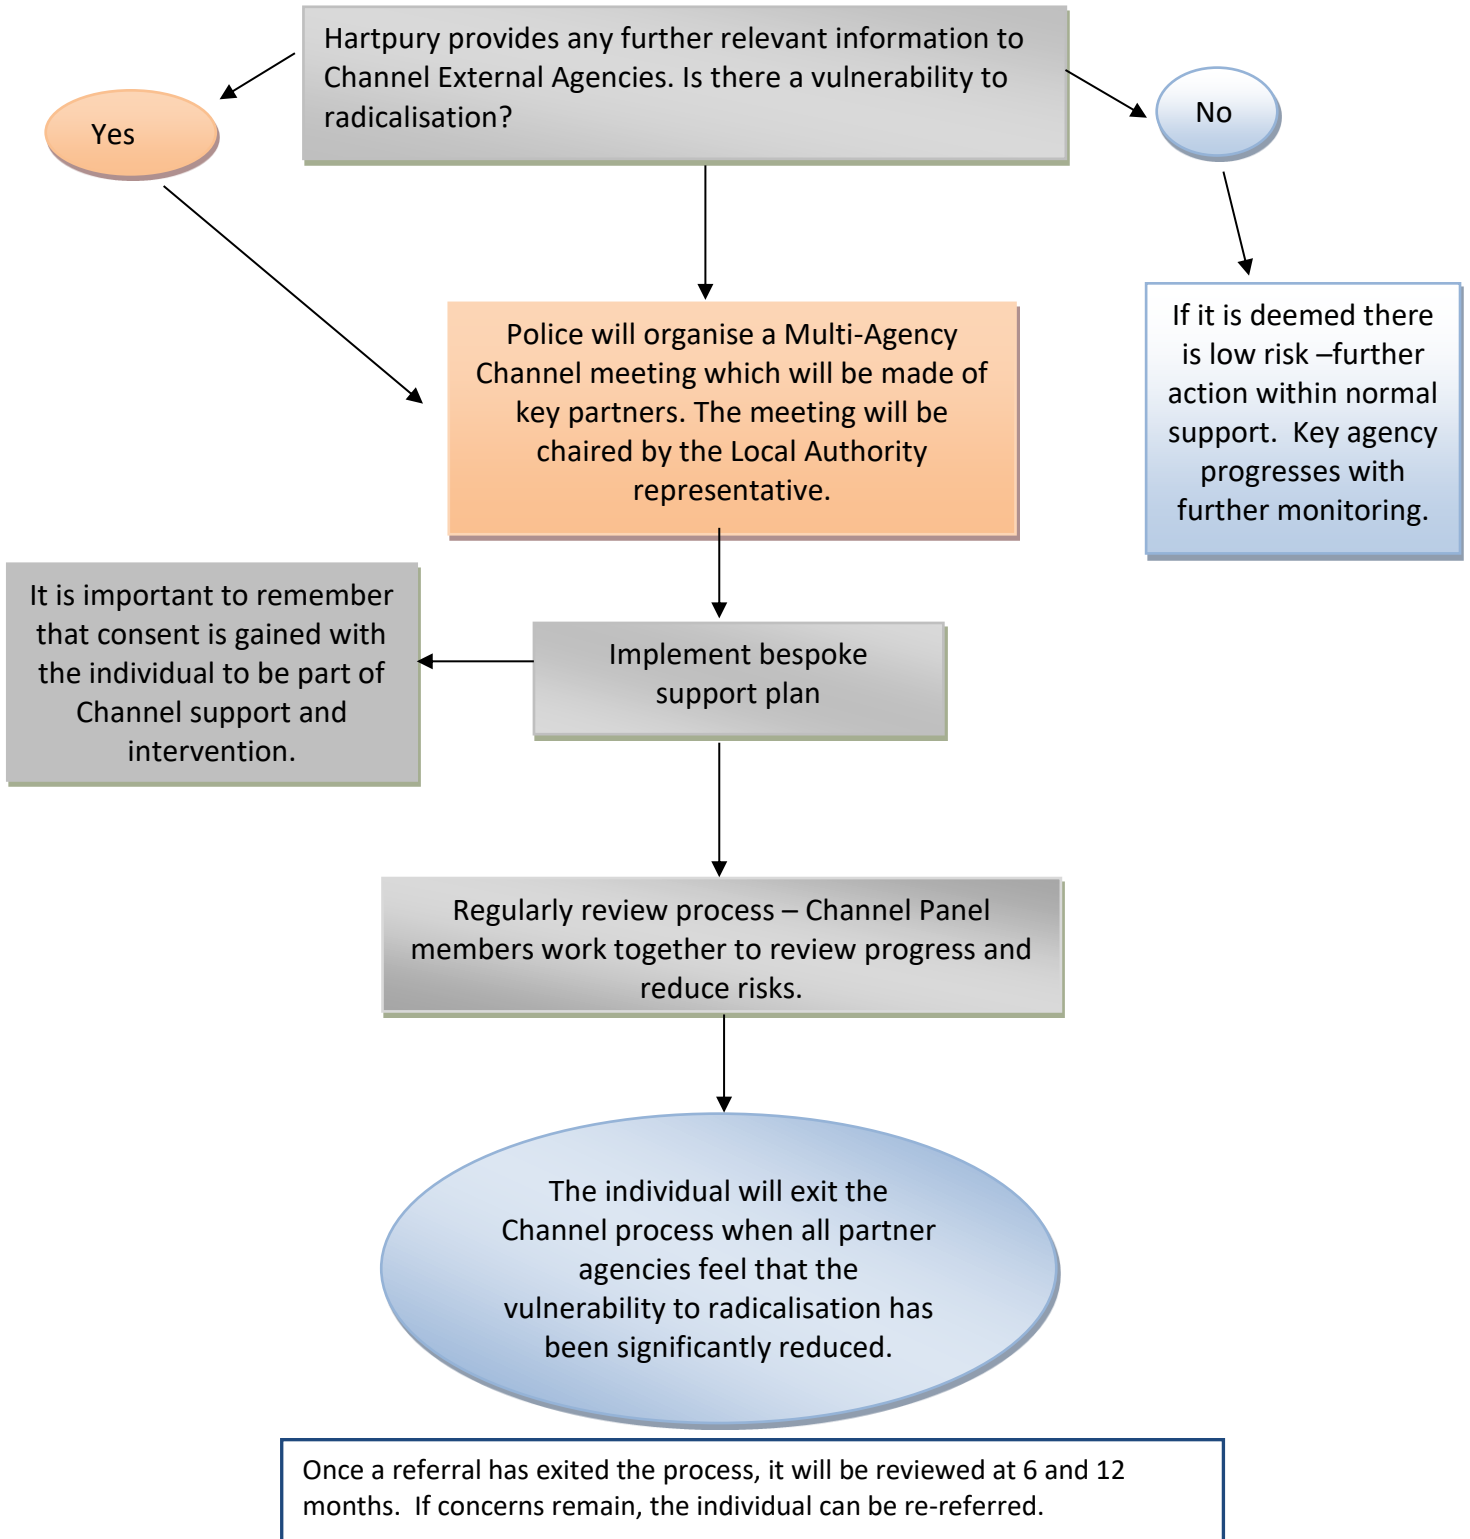 Hartpury provides any further relevant information to
Channel External Agencies. Is there a vulnerability to
radicalisation?
Yes
No
Police will organise a Multi-Agency
Channel meeting which will be made of
key partners. The meeting will be
chaired by the Local Authority
representative.
If it is deemed there
is low risk –further
action within normal
support.  Key agency
progresses with
further monitoring.
It is important to remember
that consent is gained with
the individual to be part of
Channel support and
intervention.
Implement bespoke
support plan
Regularly review process – Channel Panel
members work together to review progress and
reduce risks.
The individual will exit the
Channel process when all partner
agencies feel that the
vulnerability to radicalisation has
been significantly reduced.
Once a referral has exited the process, it will be reviewed at 6 and 12
months.  If concerns remain, the individual can be re-referred.